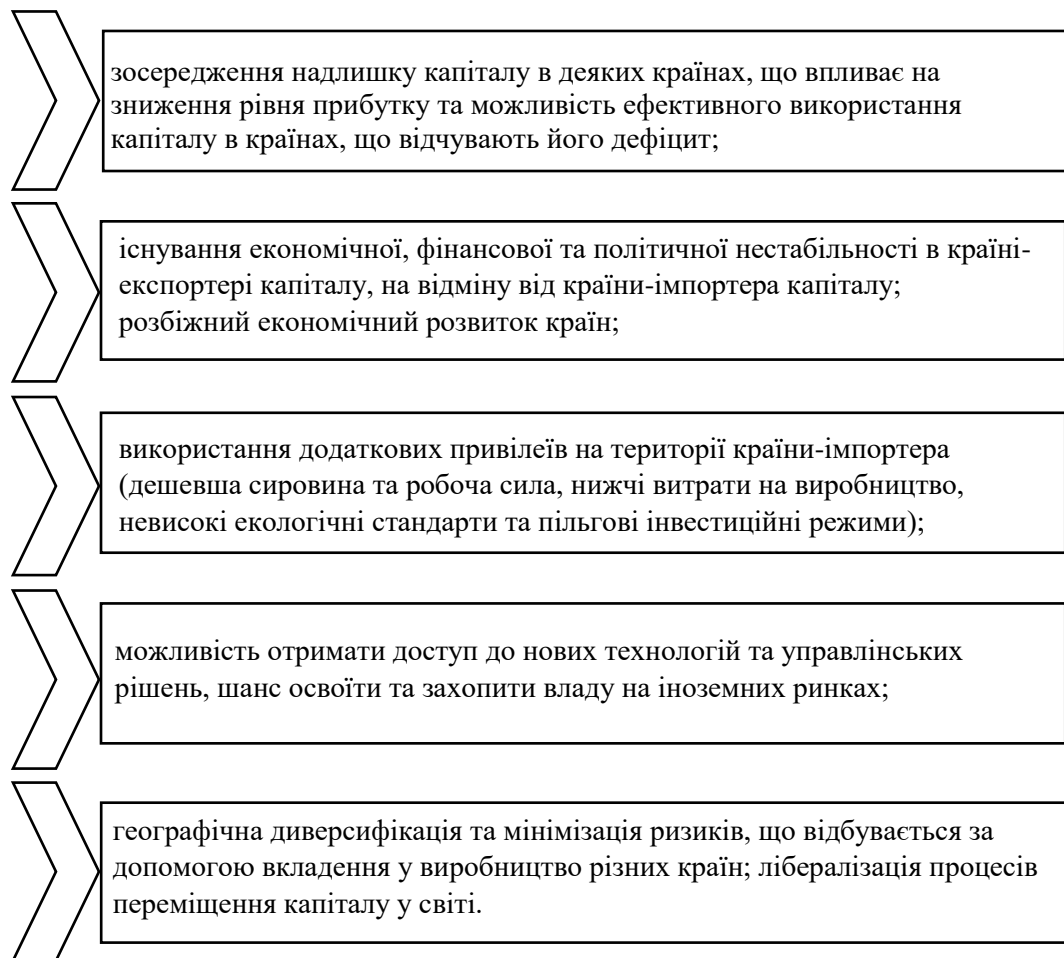 зосередження надлишку капіталу в деяких країнах, що впливає на
зниження рівня прибутку та можливість ефективного використання
капіталу в країнах, що відчувають його дефіцит;
існування економічної, фінансової та політичної нестабільності в країні-
експортері капіталу, на відміну від країни-імпортера капіталу;
розбіжний економічний розвиток країн;
використання додаткових привілеїв на території країни-імпортера
(дешевша сировина та робоча сила, нижчі витрати на виробництво,
невисокі екологічні стандарти та пільгові інвестиційні режими);
можливість отримати доступ до нових технологій та управлінських
рішень, шанс освоїти та захопити владу на іноземних ринках;
географічна диверсифікація та мінімізація ризиків, що відбувається за
допомогою вкладення у виробництво різних країн; лібералізація процесів
переміщення капіталу у світі.